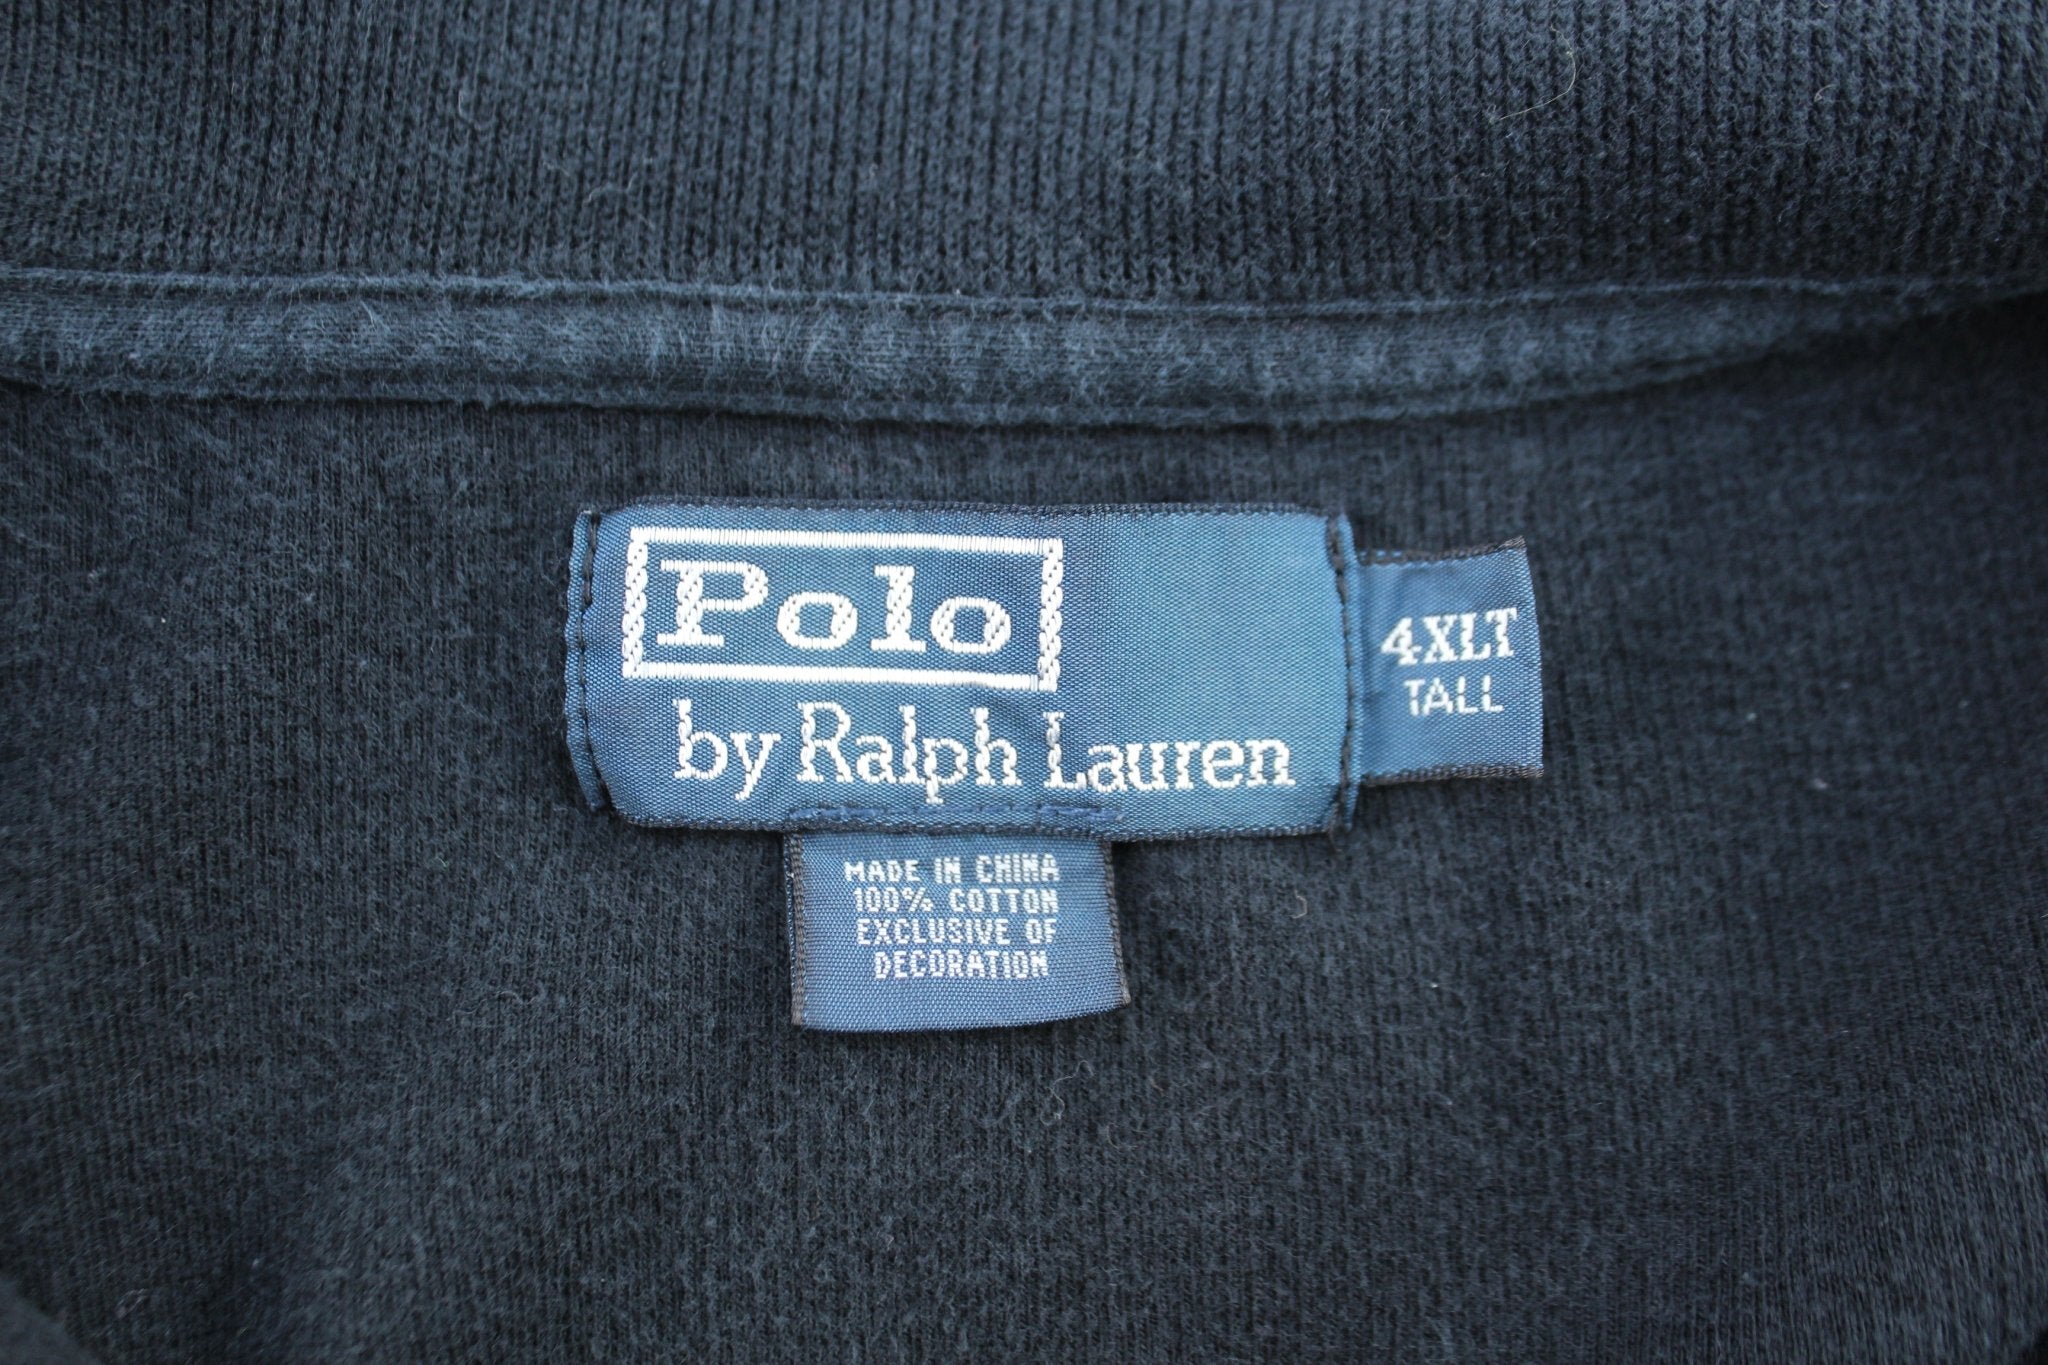 Polo
by Ralph Lauren
4XLT
TALL
MADE IN CHINA
100% COTTON
EXCLUSIVE OF
DECORATION